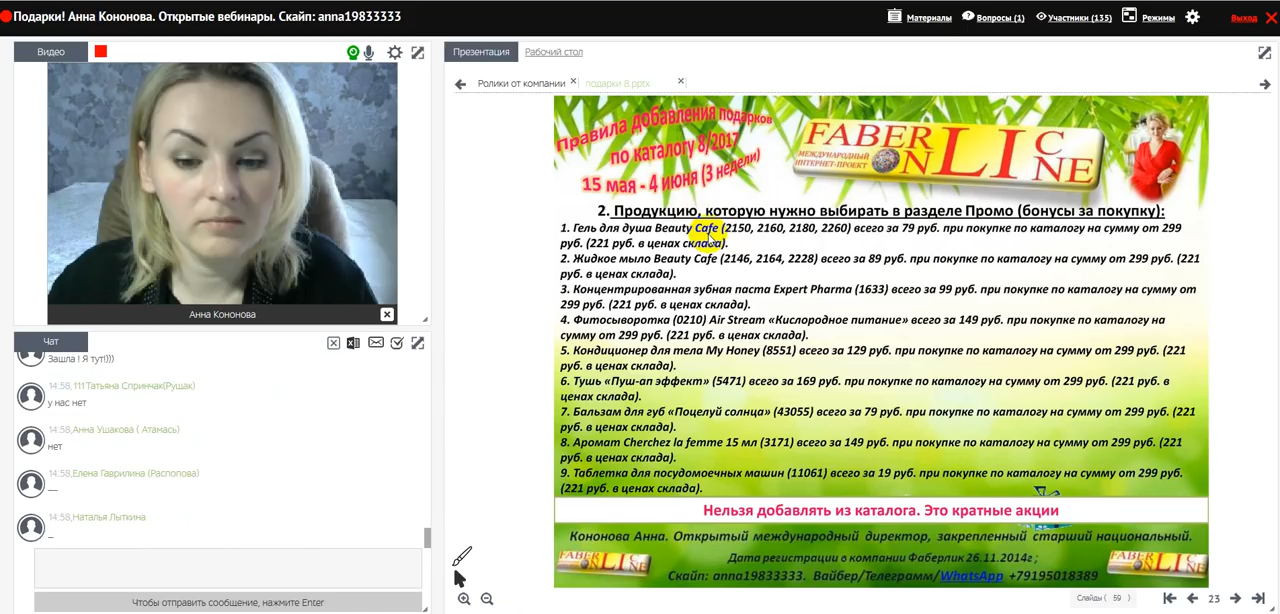 Подарки! Анна Кононова. Открытые вебинары. Скайп: anna19833333
Материалы
Вопросы (1)
Участники (135)
Режимы
Выход
Видео
Анна Кононова
Чат
Зашла ! Я тут!)))
14:58, 111Татьяна Спринчак(Рушак)
у нас нет
14:58,Анна Ушакова ( Атамась)
нет
14:58,Елена Гаврилина (Распопова)
__
14:58,Наталья Лыткина
_
Чтобы отправить сообщение, нажмите Enter
Презентация
Рабочий стол
Ролики от компании
подарки 8.pptx
Правила добавления подарков
по каталогу 8/2017
15 мая - 4 июня (3 недели)
FABERLIC
МЕЖДУНАРОДНЫЙ
ИНТЕРНЕТ-ПРОЕКТ
ONLINE
2. Продукцию, которую нужно выбирать в разделе Промо (бонусы за покупку):
1. Гель для душа Beauty Cafe (2150, 2160, 2180, 2260) всего за 79 руб. при покупке по каталогу на сумму от 299
руб. (221 руб. в ценах склада).
2. Жидкое мыло Beauty Cafe (2146, 2164, 2228) всего за 89 руб. при покупке по каталогу на сумму от 299 руб. (221
руб. в ценах склада).
3. Концентрированная зубная паста Expert Pharma (1633) всего за 99 руб. при покупке по каталогу на сумму от
299 руб. (221 руб. в ценах склада).
4. Фитосыворотка (0210) Air Stream «Кислородное питание» всего за 149 руб. при покупке по каталогу на
сумму от 299 руб. (221 руб. в ценах склада).
5. Кондиционер для тела My Honey (8551) всего за 129 руб. при покупке по каталогу на сумму от 299 руб. (221
руб. в ценах склада).
6. Тушь «Пуш-ап эффект» (5471) всего за 169 руб. при покупке по каталогу на сумму от 299 руб. (221 руб. в
ценах склада).
7. Бальзам для губ «Поцелуй солнца» (43055) всего за 79 руб. при покупке по каталогу на сумму от 299 руб. (221
руб. в ценах склада).
8. Аромат Cherchez la femme 15 мл (3171) всего за 149 руб. при покупке по каталогу на сумму от 299 руб. (221
руб. в ценах склада).
9. Таблетка для посудомоечных машин (11061) всего за 19 руб. при покупке по каталогу на сумму от 299 руб.
(221 руб. в ценах склада).
Нельзя добавлять из каталога. Это кратные акции
Кононова Анна. Открытый международный директор, закрепленный старший национальный.
Дата регистрации в компании Фаберлик 26.11.2014г;
Скайп: anna19833333. Вайбер/Телеграмм/WhatsApp +79195018389
FABERLIC
ONLINE
FABERLIC
ONLINE
Слайды ( 59 )
23